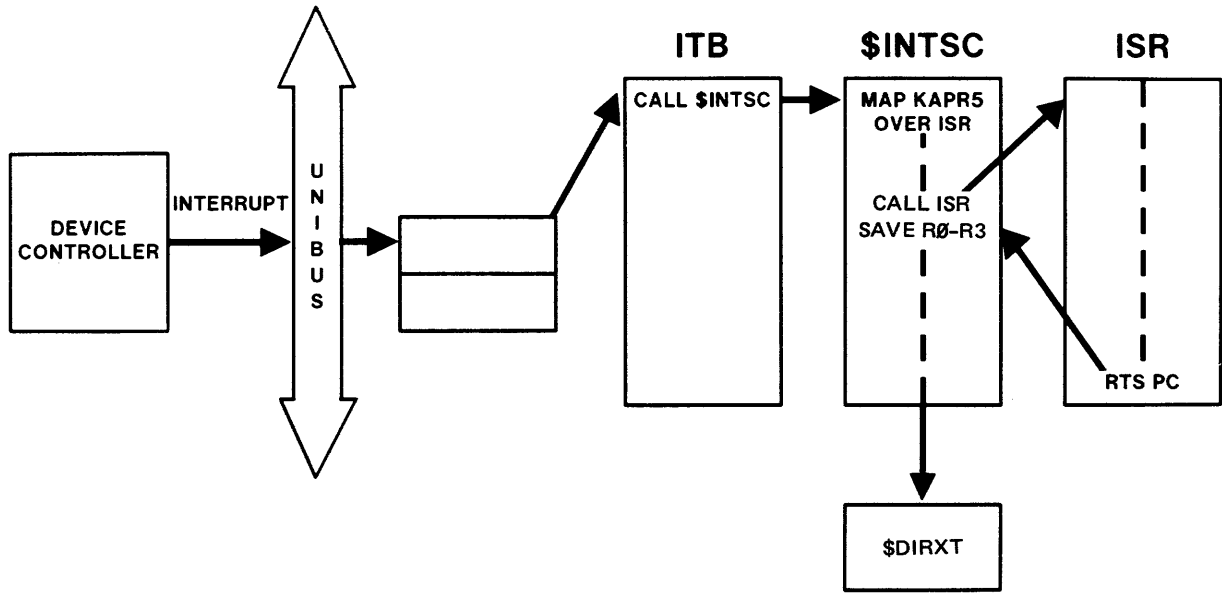 ITB
$INTSC
ISR
CALL $INTSC
MAP KAPR5
OVER ISR
DEVICE
CONTROLLER
INTERRUPT
UNIBUS
CALL ISR
SAVE RØ-R3
RTS PC
$DIRXT